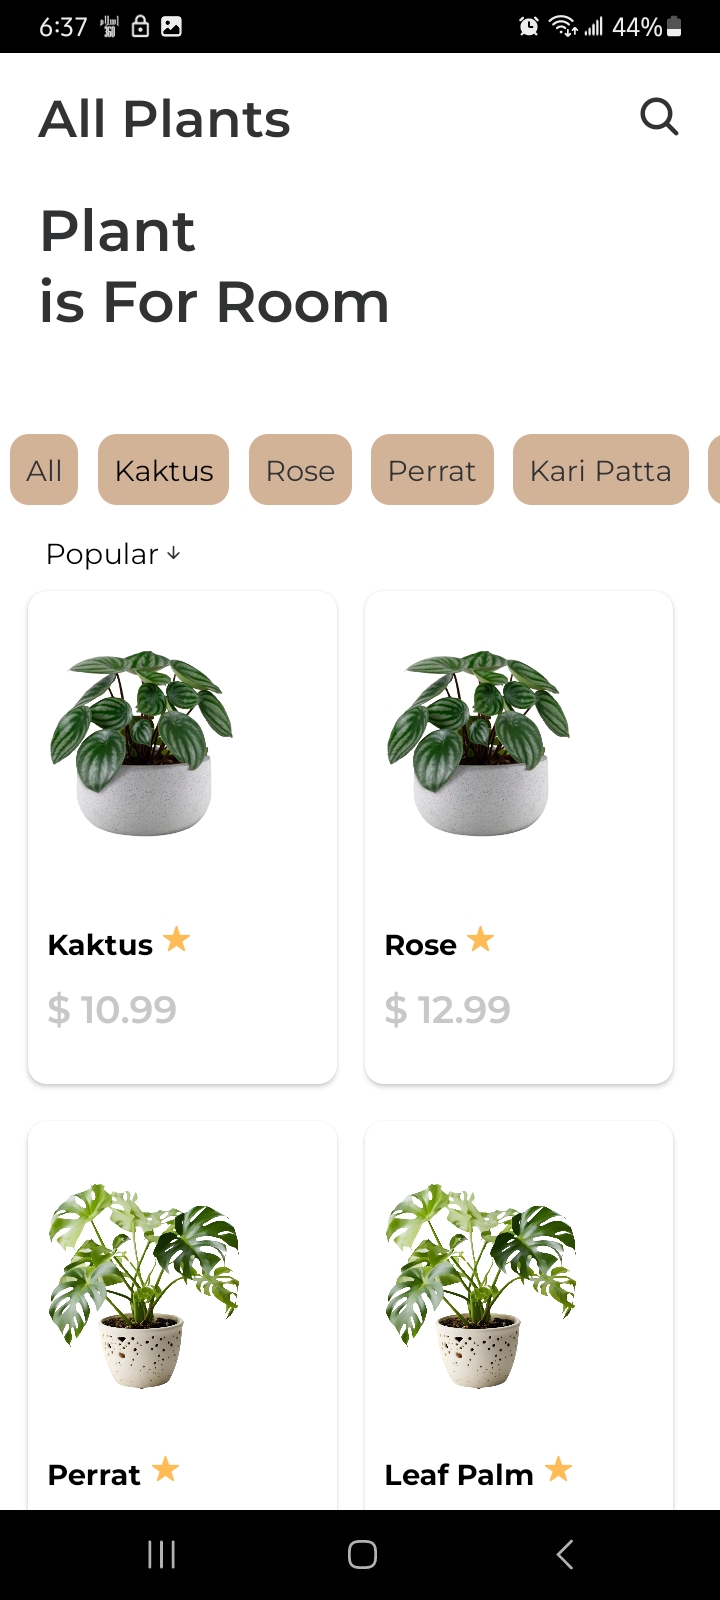 6:37 44%
All Plants
Plant
is For Room
All Kaktus Rose Perrat Kari Patta
Popular ↓
Kaktus Rose
$ 10.99 $ 12.99
Perrat Leaf Palm